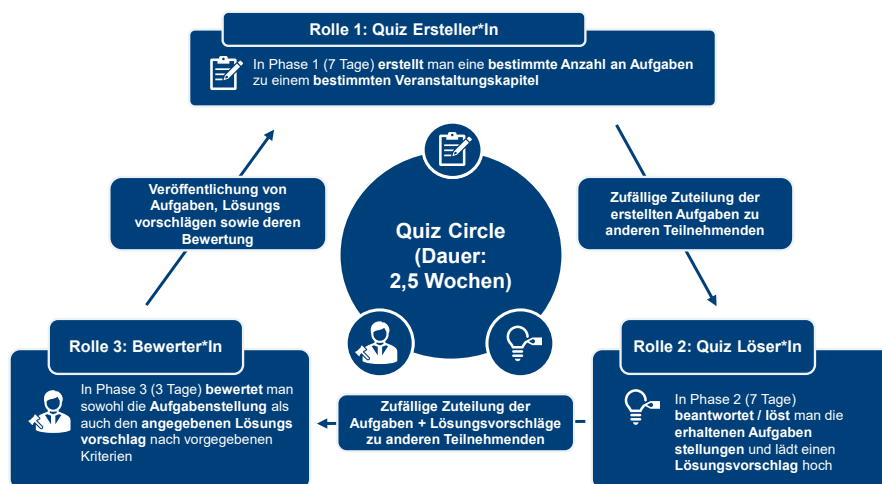 Rolle 1: Quiz Ersteller*In
In Phase 1 (7 Tage) erstellt man eine bestimmte Anzahl an Aufgaben
zu einem bestimmten Veranstaltungskapitel
Veröffentlichung von
Aufgaben, Lösungs
vorschlägen sowie deren
Bewertung
Quiz Circle
(Dauer:
2,5 Wochen)
Zufällige Zuteilung der
erstellten Aufgaben zu
anderen Teilnehmenden
Rolle 3: Bewerter*In
In Phase 3 (3 Tage) bewertet man
sowohl die Aufgabenstellung als
auch den angegebenen Lösungs
vorschlag nach vorgegebenen
Kriterien
Zufällige Zuteilung der
Aufgaben + Lösungsvorschläge
zu anderen Teilnehmenden
Rolle 2: Quiz Löser*In
In Phase 2 (7 Tage)
beantwortet / löst man die
erhaltenen Aufgaben
stellungen und lädt einen
Lösungsvorschlag hoch